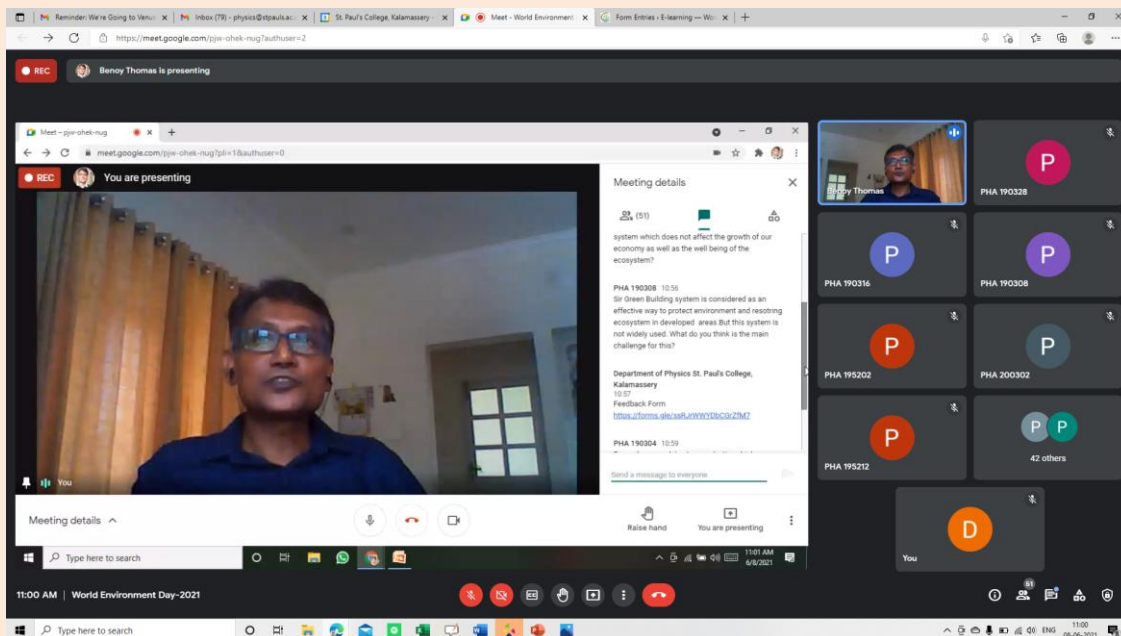 Reminder: We're Going to Venus
Inbox (79) - physics@stpauls.ac.
St. Paul's College, Kalamassery -
Meet - World Environment
Form Entries ‹ E-learning — Wor
https://meet.google.com/pjw-ohek-nug?authuser=2
REC
Benoy Thomas is presenting
Meet – pjw-ohek-nug
meet.google.com/pjw-ohek-nug?pli=1&authuser=0
REC
You are presenting
Meeting details
(51)
system which does not affect the growth of our
economy as well as the well being of the
ecosystem?
PHA 190308 10:56
Sir Green Building system is considered as an
effective way to protect environment and resotring
ecosystem in developed areas.But this system is
not widely used. What do you think is the main
challenge for this?
Department of Physics St. Paul's College,
Kalamassery
10:57
Feedback Form
PHA 190304 10:59
Send a message to everyone
You
Meeting details
Raise hand
You are presenting
Type here to search
11:01 AM
6/8/2021
Benoy Thomas
P
PHA 190328
P
PHA 190316
P
PHA 190308
P
PHA 195202
P
PHA 200302
P
PHA 195212
P P
42 others
D
You
11:00 AM | World Environment Day-2021
51
Type here to search
ENG
11:00
08-06-2021